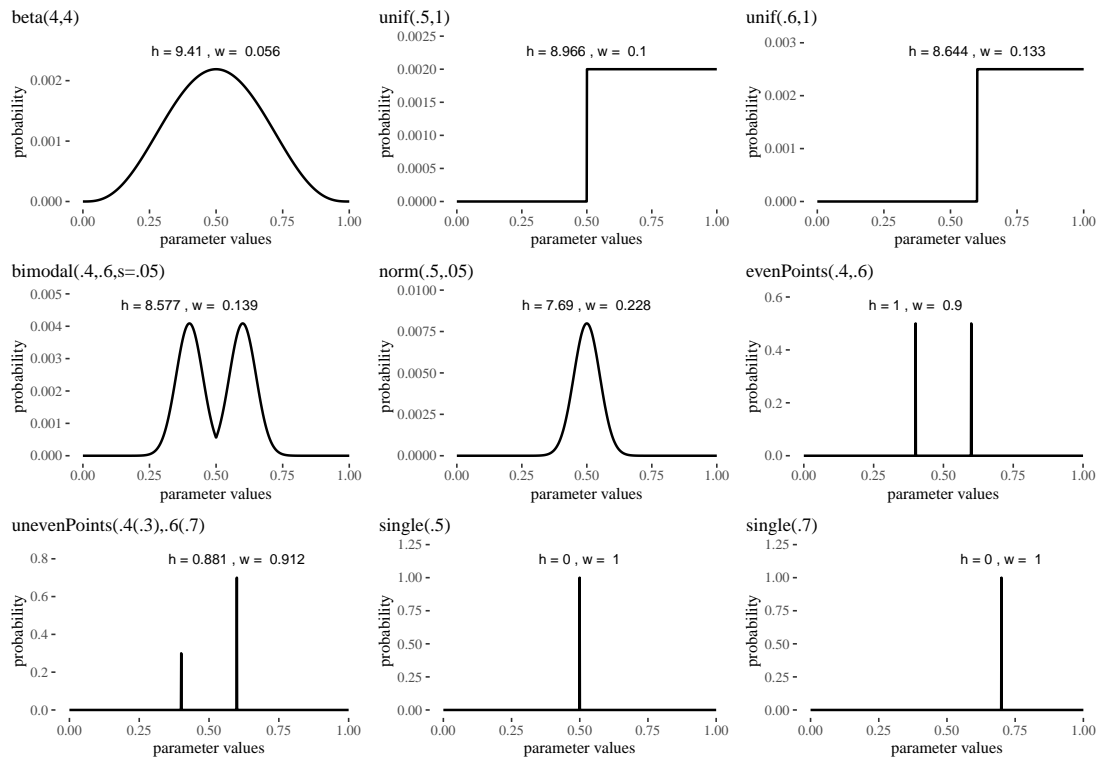 beta(4,4)
h = 9.41 , w = 0.056
probability
0.002
0.001
0.000
0.00 0.25 0.50 0.75 1.00
parameter values
unif(.5,1)
h = 8.966 , w = 0.1
probability
0.0025
0.0020
0.0015
0.0010
0.0005
0.0000
0.00 0.25 0.50 0.75 1.00
parameter values
unif(.6,1)
h = 8.644 , w = 0.133
probability
0.003
0.002
0.001
0.000
0.00 0.25 0.50 0.75 1.00
parameter values
bimodal(.4,.6,s=.05)
h = 8.577 , w = 0.139
probability
0.005
0.004
0.003
0.002
0.001
0.000
0.00 0.25 0.50 0.75 1.00
parameter values
norm(.5,.05)
h = 7.69 , w = 0.228
probability
0.0100
0.0075
0.0050
0.0025
0.0000
0.00 0.25 0.50 0.75 1.00
parameter values
evenPoints(.4,.6)
h = 1 , w = 0.9
probability
0.6
0.4
0.2
0.0
0.00 0.25 0.50 0.75 1.00
parameter values
unevenPoints(.4(.3),.6(.7)
h = 0.881 , w = 0.912
probability
0.8
0.6
0.4
0.2
0.0
0.00 0.25 0.50 0.75 1.00
parameter values
single(.5)
h = 0 , w = 1
probability
1.25
1.00
0.75
0.50
0.25
0.00
0.00 0.25 0.50 0.75 1.00
parameter values
single(.7)
h = 0 , w = 1
probability
1.25
1.00
0.75
0.50
0.25
0.00
0.00 0.25 0.50 0.75 1.00
parameter values